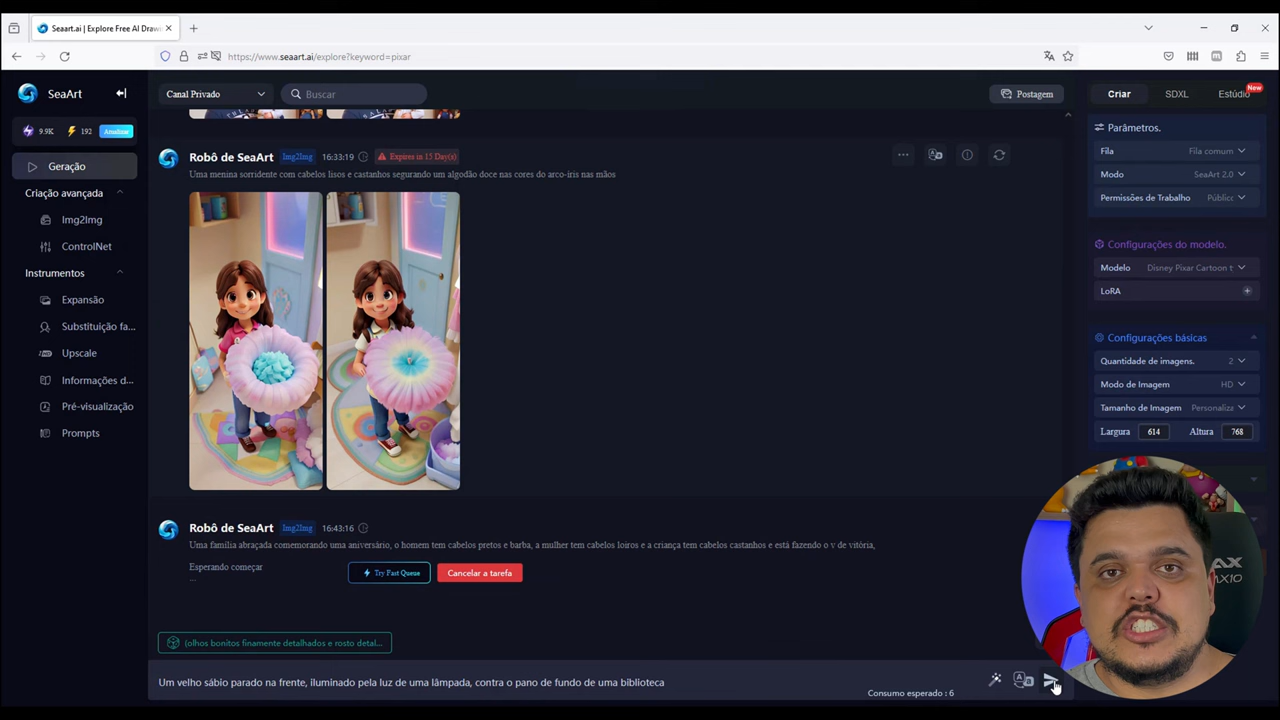 Seaart.ai | Explore Free AI Draw
https://www.seaart.ai/explore?keyword=pixar
SeaArt
Canal Privado
Buscar
Postagem
Criar
SDXL
Estúdio
New
9.9K
192
Atualizar
Geração
Criação avançada
Img2Img
ControlNet
Instrumentos
Expansão
Substituição fa...
Upscale
Informações d...
Pré-visualização
Prompts
Robô de SeaArt
Img2Img
16:33:19
Expires in 15 Day(s)
Uma menina sorridente com cabelos lisos e castanhos segurando um algodão doce nas cores do arco-iris nas mãos
Robô de SeaArt
Img2Img
16:43:16
Uma família abraçada comemorando uma aniversário, o homem tem cabelos pretos e barba, a mulher tem cabelos loiros e a criança tem cabelos castanhos e está fazendo o v de vitória,
Esperando começar
...
Try Fast Queue
Cancelar a tarefa
(olhos bonitos finamente detalhados e rosto detal...
Um velho sábio parado na frente, iluminado pela luz de uma lâmpada, contra o pano de fundo de uma biblioteca
Consumo esperado : 6
Parâmetros.
Fila
Fila comum
Modo
SeaArt 2.0
Permissões de Trabalho
Públic
Configurações do modelo.
Modelo
Disney Pixar Cartoon t
LoRA
Configurações básicas
Quantidade de imagens.
2
Modo de Imagem
HD
Tamanho de Imagem
Personaliza
Largura
614
Altura
768
AX